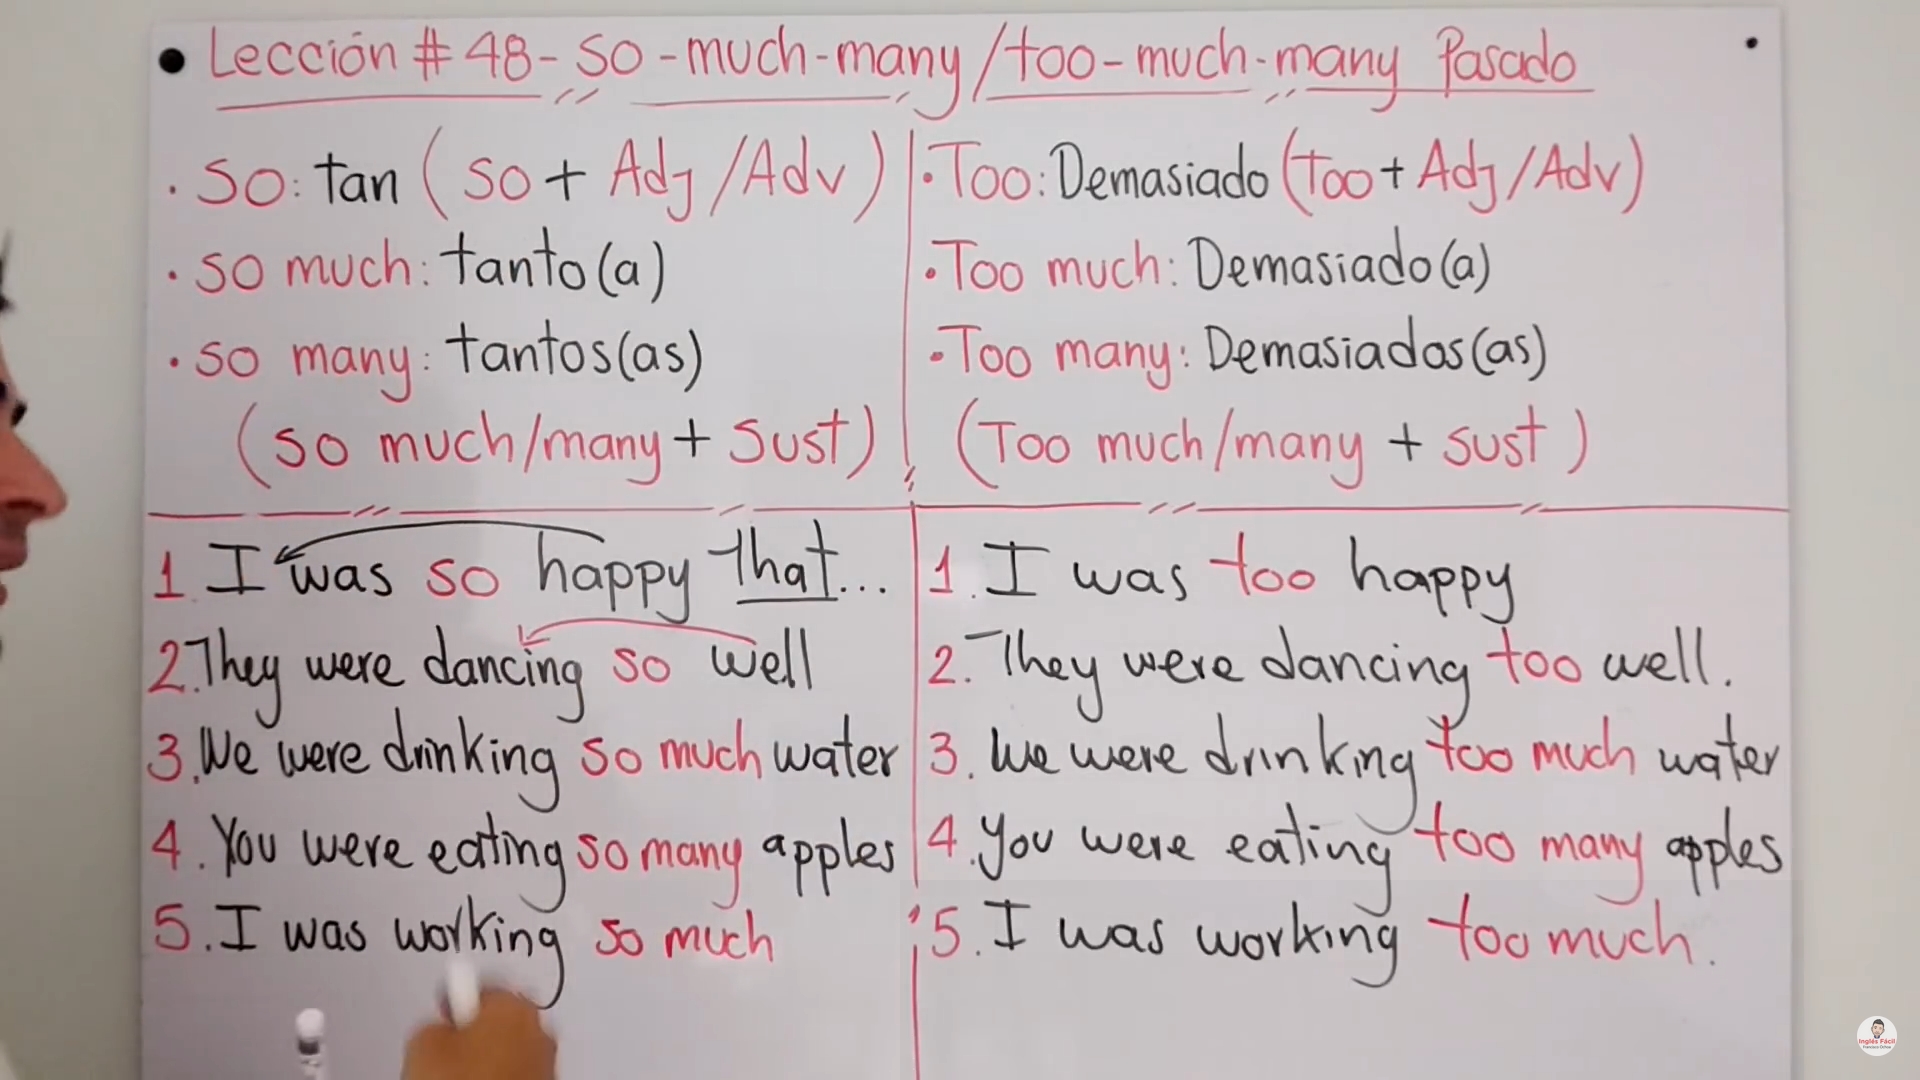 • Lección # 48 - so - much - many / too - much - many Pasado
• So: tan (so + Adj / Adv)
• so much: tanto(a)
• so many: tantos(as)
(so much/many + sust)
• Too: Demasiado (Too + Adj / Adv)
• Too much: Demasiado(a)
• Too many: Demasiados(as)
(Too much/many + sust)
1. I was so happy that...
2. They were dancing so well
3. We were drinking so much water
4. You were eating so many apples
5. I was working so much
1. I was too happy
2. They were dancing too well.
3. We were drinking too much water
4. You were eating too many apples
5. I was working too much.
Inglés Fácil